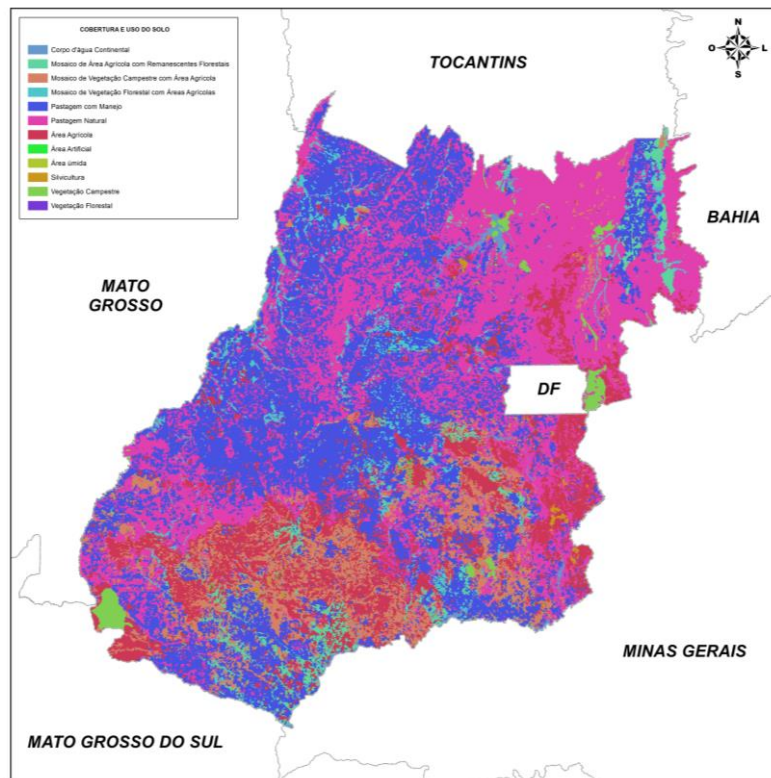 COBERTURA E USO DO SOLO
Corpo d'água Continental
Mosaico de Área Agrícola com Remanescentes Florestais
Mosaico de Vegetação Campestre com Área Agrícola
Mosaico de Vegetação Florestal com Áreas Agrícolas
Pastagem com Manejo
Pastagem Natural
Área Agrícola
Área Artificial
Área úmida
Silvicultura
Vegetação Campestre
Vegetação Florestal
N
O
L
S
TOCANTINS
BAHIA
MATO
GROSSO
DF
MINAS GERAIS
MATO GROSSO DO SUL